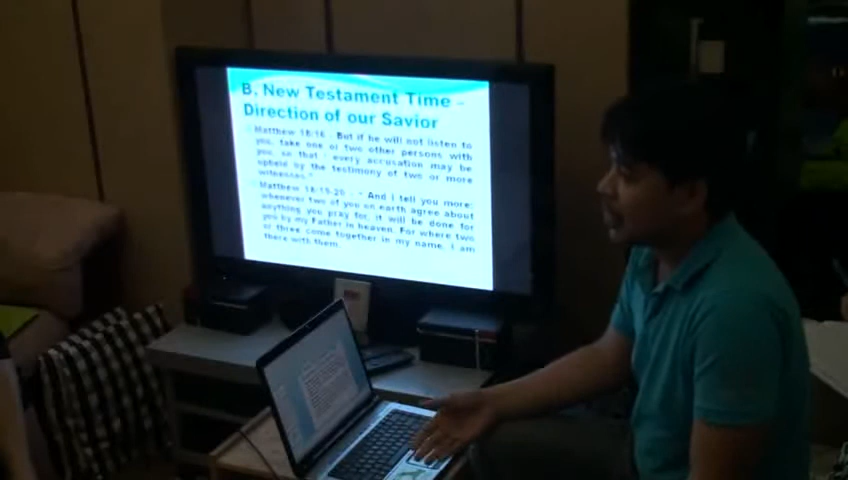 B. New Testament Time –
Direction of our Savior
Matthew 18:16 - But if he will not listen to
you, take one or two other persons with
you, so that ' every accusation may be
upheld by the testimony of two or more
witnesses.'
Matthew 18:19-20 - " And I tell you more:
whenever two of you on earth agree about
anything you pray for, it will be done for
you by my Father in heaven. For where two
or three come together in my name, I am
there with them.